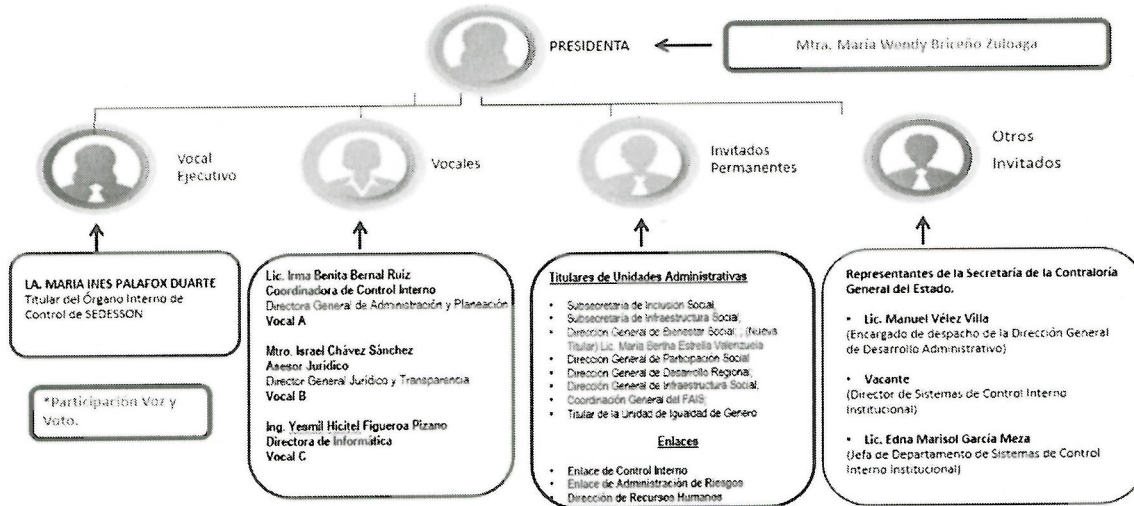 PRESIDENTA
Mtra. María Wendy Briceño Zuloaga
Vocal
Ejecutivo
Vocales
Invitados
Permanentes
Otros
Invitados
LA. MARIA INES PALAFOX DUARTE
Titular del Órgano Interno de
Control de SEDESSON
*Participación Voz y
Voto.
Lic. Irma Benita Bernal Ruiz
Coordinadora de Control Interno
Directora General de Administración y Planeación
Vocal A
Mtro. Israel Chávez Sánchez
Asesor Jurídico
Director General Jurídico y Transparencia
Vocal B
Ing. Yesmil Hicitel Figueroa Pizano
Directora de Informática
Vocal C
Titulares de Unidades Administrativas
• Subsecretaría de Inclusión Social,
• Subsecretaría de Infraestructura Social;
• Dirección General de Bienestar Social; , (Nueva
Titular) Lic. María Bertha Estrella Valenzuela
• Dirección General de Participación Social
• Dirección General de Desarrollo Regional;
• Dirección General de Infraestructura Social,
• Coordinación General del FAIS;
• Titular de la Unidad de Igualdad de Genero
Enlaces
• Enlace de Control Interno
• Enlace de Administración de Riesgos
• Dirección de Recursos Humanos
Representantes de la Secretaría de la Contraloría
General del Estado.
• Lic. Manuel Vélez Villa
(Encargado de despacho de la Dirección General
de Desarrollo Administrativo)
• Vacante
(Director de Sistemas de Control Interno
Institucional)
• Lic. Edna Marisol García Meza
(Jefa de Departamento de Sistemas de Control
Interno Institucional)